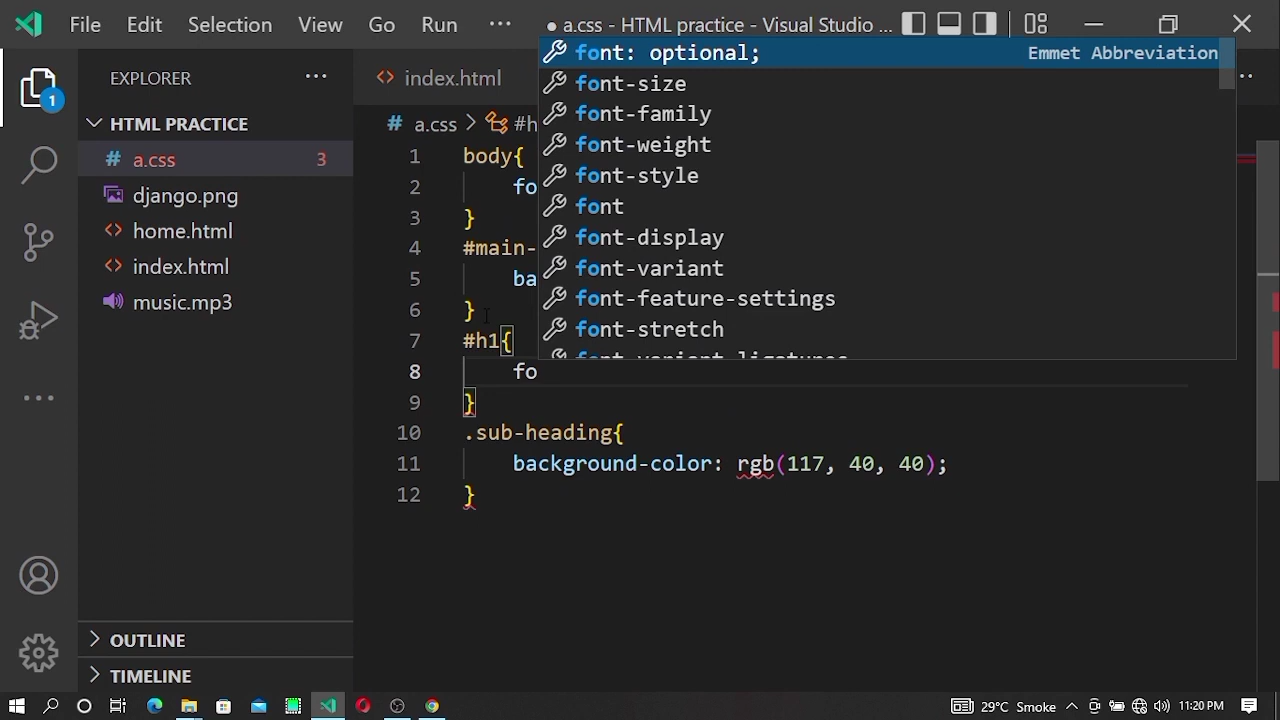 File Edit Selection View Go Run ··· ● a.css - HTML practice - Visual Studio ...
EXPLORER ···
1
HTML PRACTICE
# a.css 3
django.png
home.html
index.html
music.mp3
OUTLINE
TIMELINE
index.html
# a.css > #h
1 body{
2 fo
3 }
4 #main-
5 ba
6 }
7 #h1{
8 fo
9 }
10 .sub-heading{
11 background-color: rgb(117, 40, 40);
12 }
font: optional; Emmet Abbreviation
font-size
font-family
font-weight
font-style
font
font-display
font-variant
font-feature-settings
font-stretch
font-variant-ligatures
29°C Smoke 11:20 PM